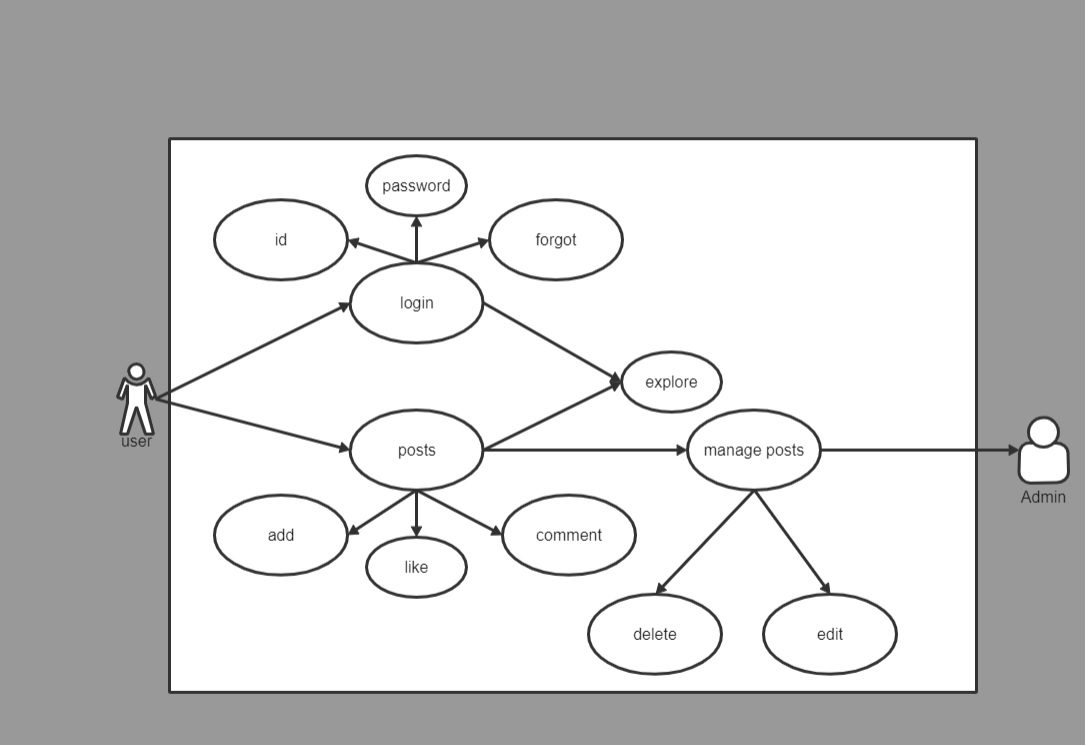 password
id
forgot
login
explore
user
posts
manage posts
Admin
add
comment
like
delete
edit